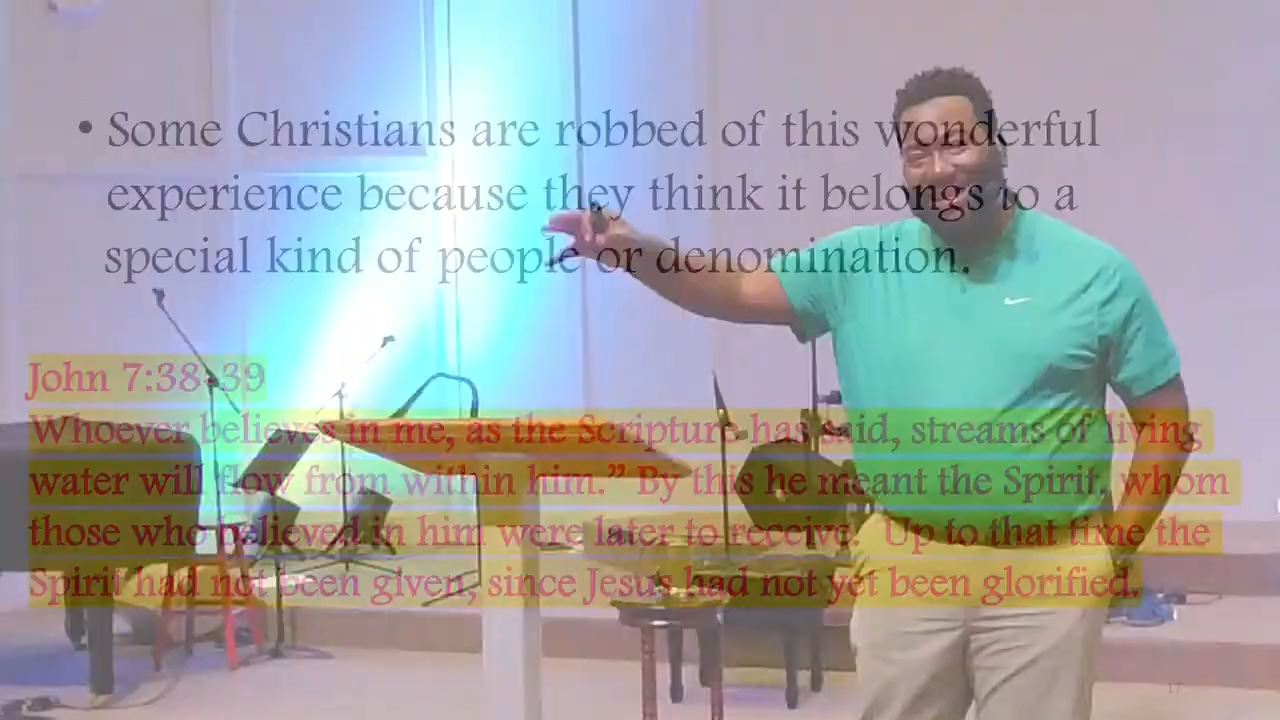 • Some Christians are robbed of this wonderful
experience because they think it belongs to a
special kind of people or denomination.
John 7:38-39
Whoever believes in me, as the Scripture has said, streams of living
water will flow from within him.” By this he meant the Spirit, whom
those who believed in him were later to receive. Up to that time the
Spirit had not been given, since Jesus had not yet been glorified.
17